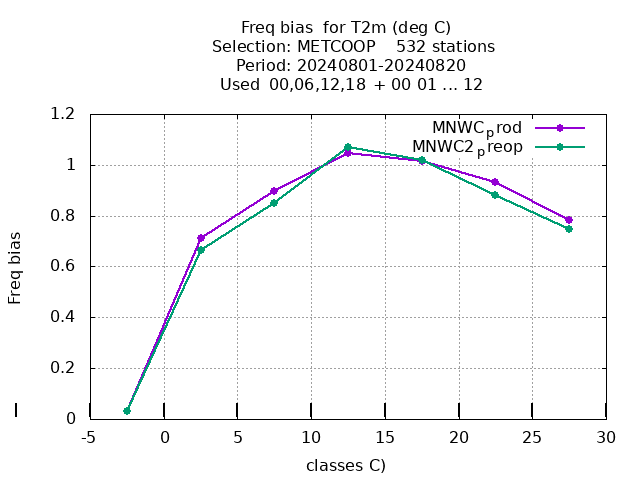 Freq bias  for T2m (deg C)
Selection: METCOOP    532 stations
Period: 20240801-20240820
Used  00,06,12,18  + 00 01 ... 12
MNWCprod
MNWC2preop
1.2
1
0.8
0.6
0.4
0.2
0
-5
0
5
10
15
20
25
30
Freq bias
classes C)